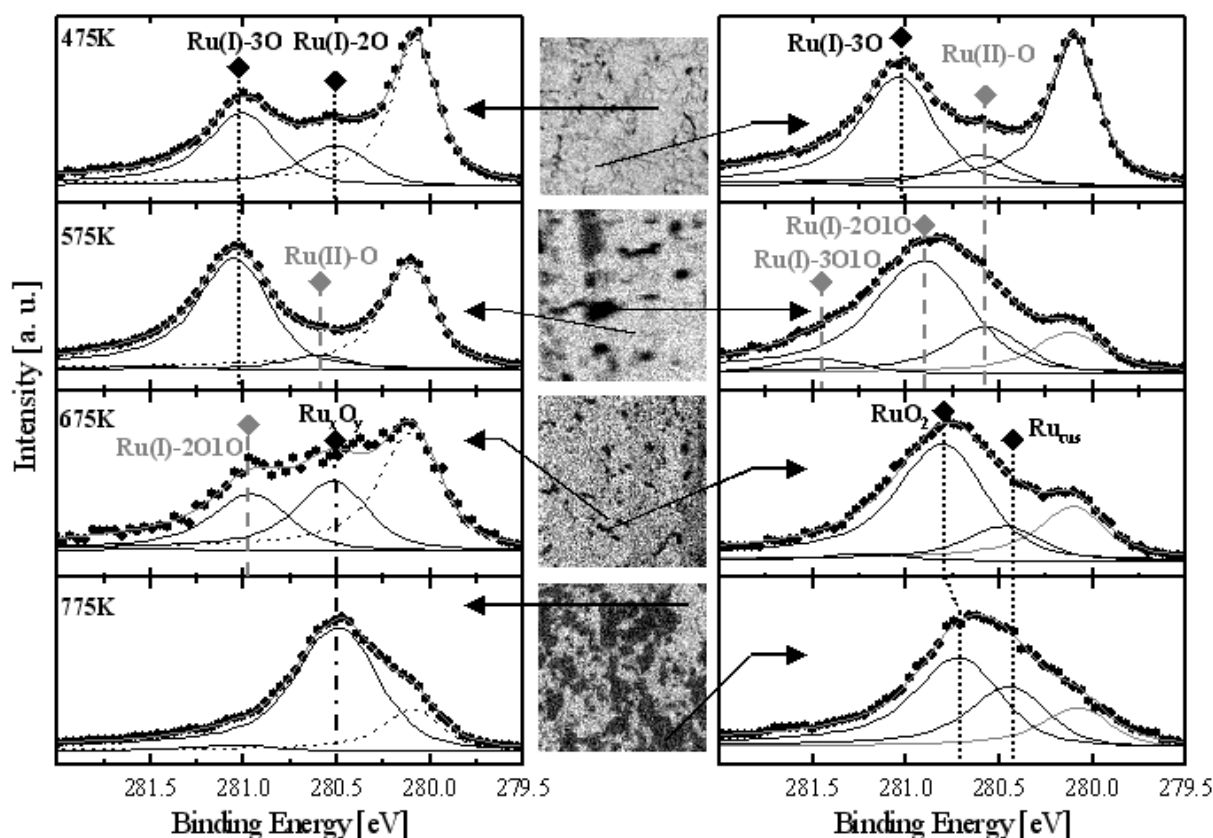 475K
Ru(I)-3O Ru(I)-2O
Ru(I)-3O
Ru(II)-O
575K
Ru(II)-O
Ru(I)-2O1O
Ru(I)-3O1O
675K
Ru(I)-2O1O
RuxOy
RuO2
Rucus
775K
Intensity [a. u.]
281.5 281.0 280.5 280.0 279.5
281.5 281.0 280.5 280.0 279.5
Binding Energy [eV]
Binding Energy [eV]